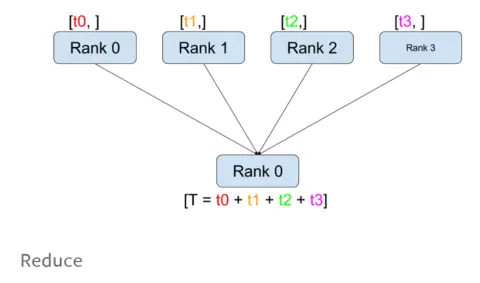 [t0, ] [t1,] [t2,] [t3, ]
Rank 0 Rank 1 Rank 2 Rank 3
Rank 0
[T = t0 + t1 + t2 + t3]
Reduce